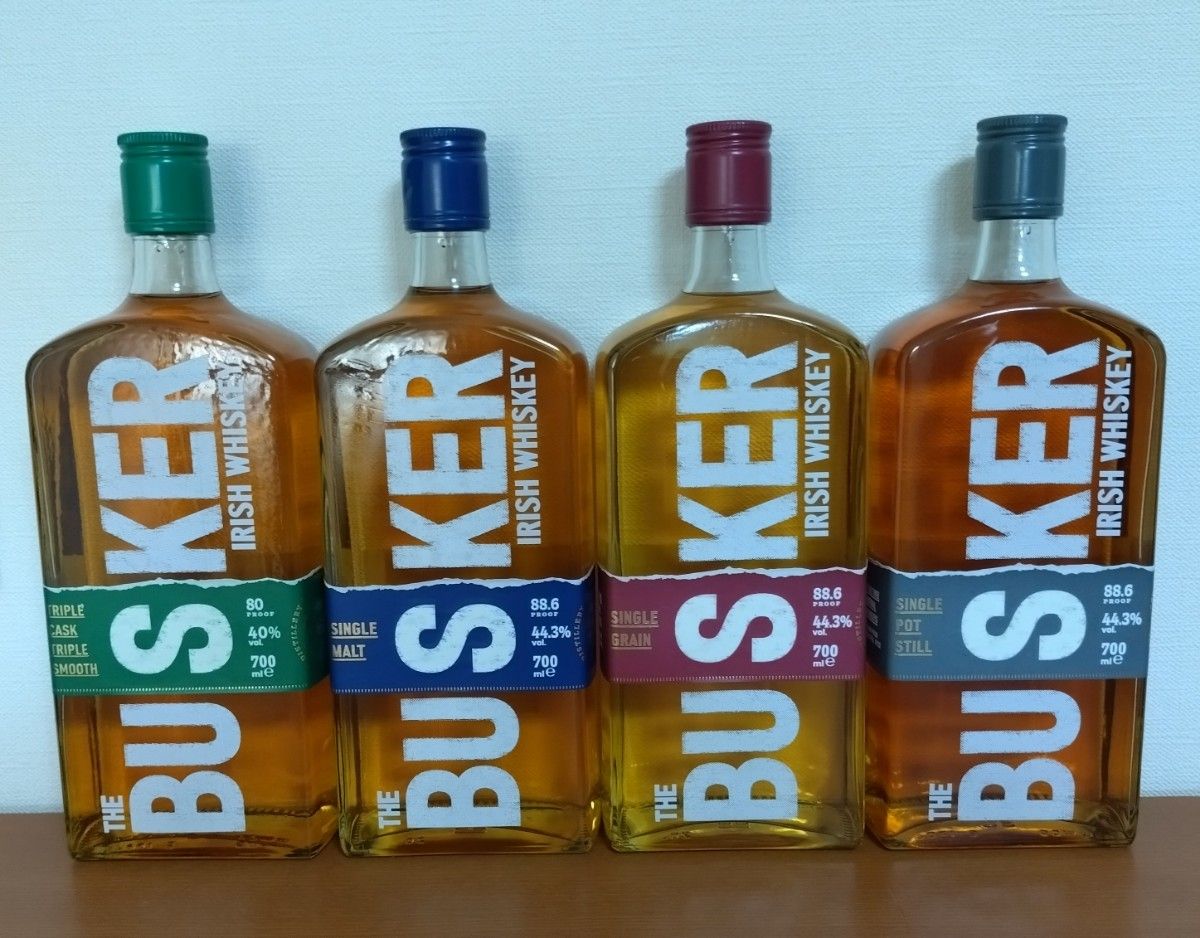 THE BUSKER
IRISH WHISKEY
TRIPLE
CASK
TRIPLE
SMOOTH
80
PROOF
40%
vol.
700
ml e
DISTILLERY
THE BUSKER
IRISH WHISKEY
SINGLE
MALT
88.6
PROOF
44.3%
vol.
700
ml e
DISTILLERY
THE BUSKER
IRISH WHISKEY
SINGLE
GRAIN
88.6
PROOF
44.3%
vol.
700
ml e
THE BUSKER
IRISH WHISKEY
SINGLE
POT
STILL
88.6
PROOF
44.3%
vol.
700
ml e